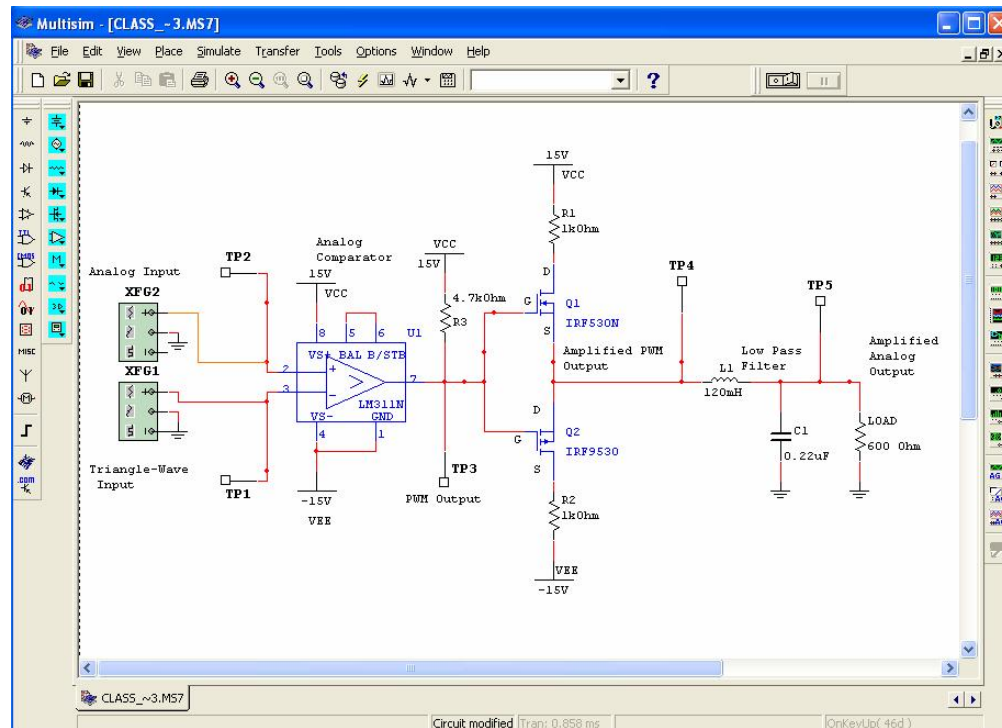 Multisim - [CLASS_~3.MS7]
File Edit View Place Simulate Transfer Tools Options Window Help
15V
VCC
R1
1kOhm
TP2
Analog
Comparator
VCC
15V
D
TP4
Analog Input
15V
VCC
XFG2
4.7kOhm
R3
G
Q1
IRF530N
S
TP5
8 5 6 U1
VS+ BAL B/STB
Amplified PWM
Output
Low Pass
Filter
Amplified
Analog
Output
2
7
XFG1
3
LM311N
VS- GND
L1
120mH
4 1
D
Q2
G
IRF9530
S
C1
0.22uF
LOAD
600 Ohm
Triangle-Wave
Input
TP1
-15V
VEE
TP3
PWM Output
R2
1kOhm
VEE
-15V
MISC
.com
CLASS_~3.MS7
Circuit modified Tran: 0.858 ms OnKeyUp( 46d )